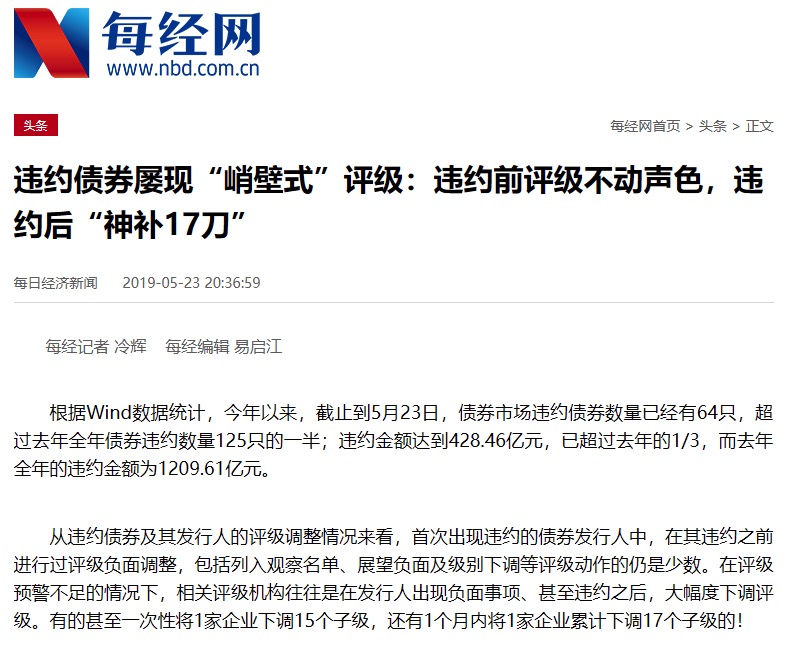 每经网
www.nbd.com.cn
头条
每经网首页 > 头条 > 正文
违约债券屡现“峭壁式”评级：违约前评级不动声色，违
约后“神补17刀”
每日经济新闻 2019-05-23 20:36:59
每经记者 冷辉 每经编辑 易启江
根据Wind数据统计，今年以来，截止到5月23日，债券市场违约债券数量已经有64只，超
过去年全年债券违约数量125只的一半；违约金额达到428.46亿元，已超过去年的1/3，而去年
全年的违约金额为1209.61亿元。
从违约债券及其发行人的评级调整情况来看，首次出现违约的债券发行人中，在其违约之前
进行过评级负面调整，包括列入观察名单、展望负面及级别下调等评级动作的仍是少数。在评级
预警不足的情况下，相关评级机构往往是在发行人出现负面事项、甚至违约之后，大幅度下调评
级。有的甚至一次性将1家企业下调15个子级，还有1个月内将1家企业累计下调17个子级的！